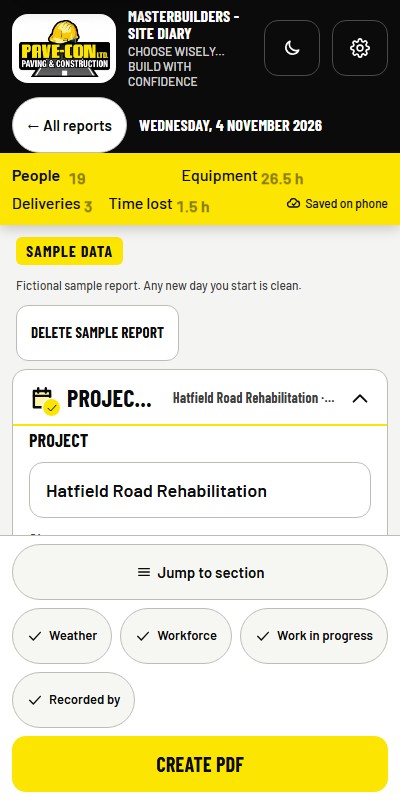 PAVE-CON LTD.
PAVING & CONSTRUCTION
MASTERBUILDERS -
SITE DIARY
CHOOSE WISELY...
BUILD WITH
CONFIDENCE
← All reports
WEDNESDAY, 4 NOVEMBER 2026
People 19
Equipment 26.5 h
Deliveries 3
Time lost 1.5 h
Saved on phone
SAMPLE DATA
Fictional sample report. Any new day you start is clean.
DELETE SAMPLE REPORT
PROJEC...
Hatfield Road Rehabilitation ·...
PROJECT
Hatfield Road Rehabilitation
Jump to section
Weather
Workforce
Work in progress
Recorded by
CREATE PDF